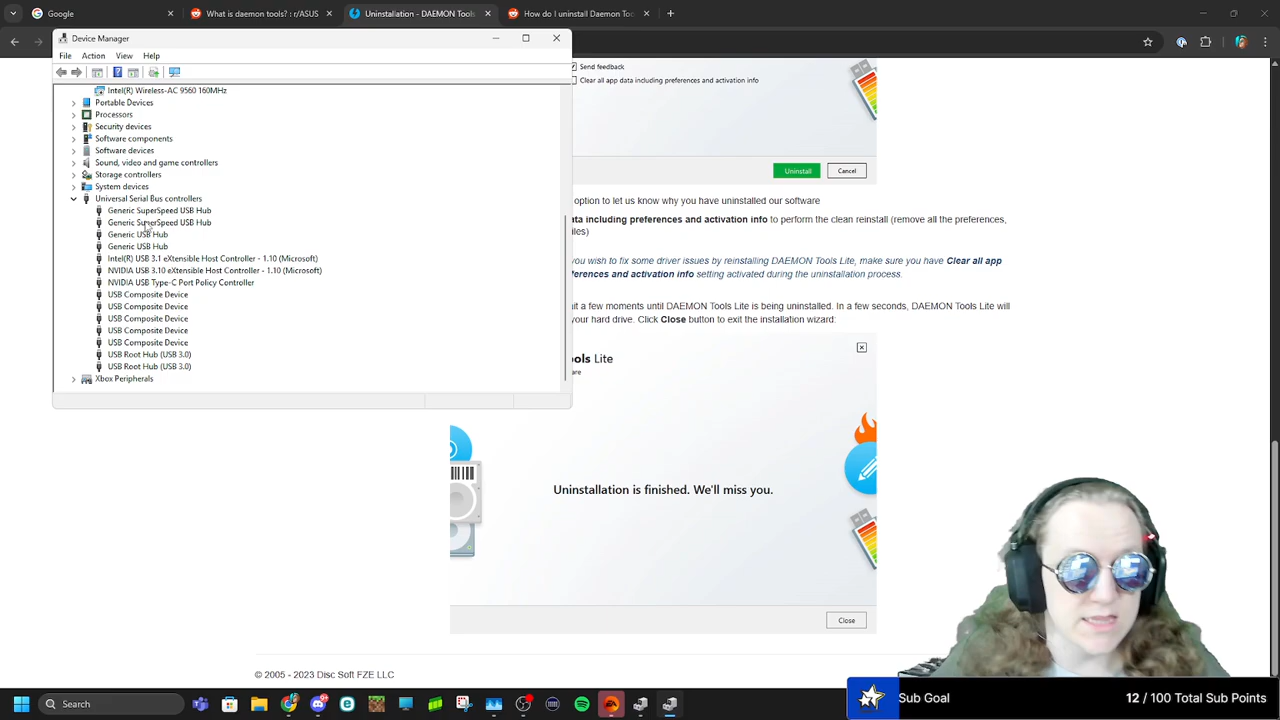 Google
What is daemon tools? : r/ASUS
Uninstallation - DAEMON Tools
How do I uninstall Daemon Too
Device Manager
File Action View Help
Intel(R) Wireless-AC 9560 160MHz
Portable Devices
Processors
Security devices
Software components
Software devices
Sound, video and game controllers
Storage controllers
System devices
Universal Serial Bus controllers
Generic SuperSpeed USB Hub
Generic SuperSpeed USB Hub
Generic USB Hub
Generic USB Hub
Intel(R) USB 3.1 eXtensible Host Controller - 1.10 (Microsoft)
NVIDIA USB 3.10 eXtensible Host Controller - 1.10 (Microsoft)
NVIDIA USB Type-C Port Policy Controller
USB Composite Device
USB Composite Device
USB Composite Device
USB Composite Device
USB Composite Device
USB Root Hub (USB 3.0)
USB Root Hub (USB 3.0)
Xbox Peripherals
Send feedback
Clear all app data including preferences and activation info
Uninstall Cancel
option to let us know why you have uninstalled our software
ata including preferences and activation info to perform the clean reinstall (remove all the preferences,
les)
you wish to fix some driver issues by reinstalling DAEMON Tools Lite, make sure you have Clear all app
ferences and activation info setting activated during the uninstallation process.
it a few moments until DAEMON Tools Lite is being uninstalled. In a few seconds, DAEMON Tools Lite will
your hard drive. Click Close button to exit the installation wizard:
ools Lite
are
Uninstallation is finished. We'll miss you.
Close
© 2005 - 2023 Disc Soft FZE LLC
Search
Sub Goal 12 / 100 Total Sub Points